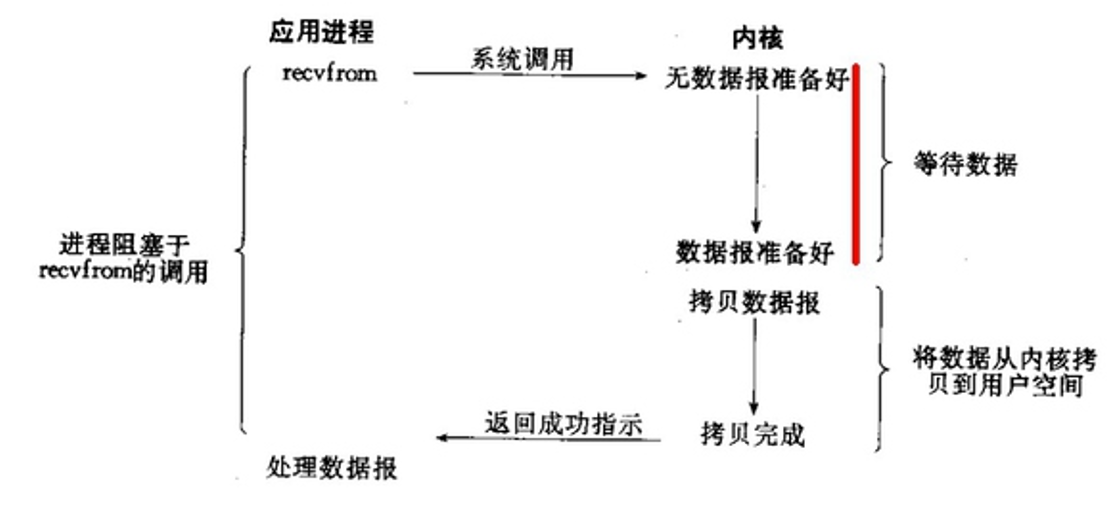 应用进程
内核
recvfrom
系统调用
无数据报准备好
等待数据
进程阻塞于
recvfrom的调用
数据报准备好
拷贝数据报
将数据从内核拷
贝到用户空间
返回成功指示
拷贝完成
处理数据报